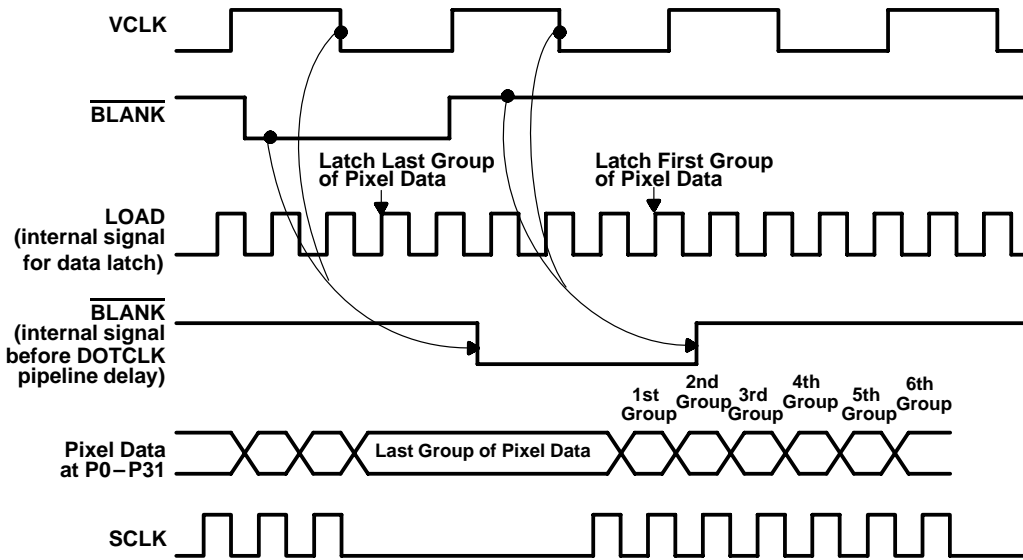 VCLK
BLANK
Latch Last Group
of Pixel Data
Latch First Group
of Pixel Data
LOAD
(internal signal
for data latch)
BLANK
(internal signal
before DOTCLK
pipeline delay)
1st
Group
2nd
Group
3rd
Group
4th
Group
5th
Group
6th
Group
Pixel Data
at P0–P31
Last Group of Pixel Data
SCLK